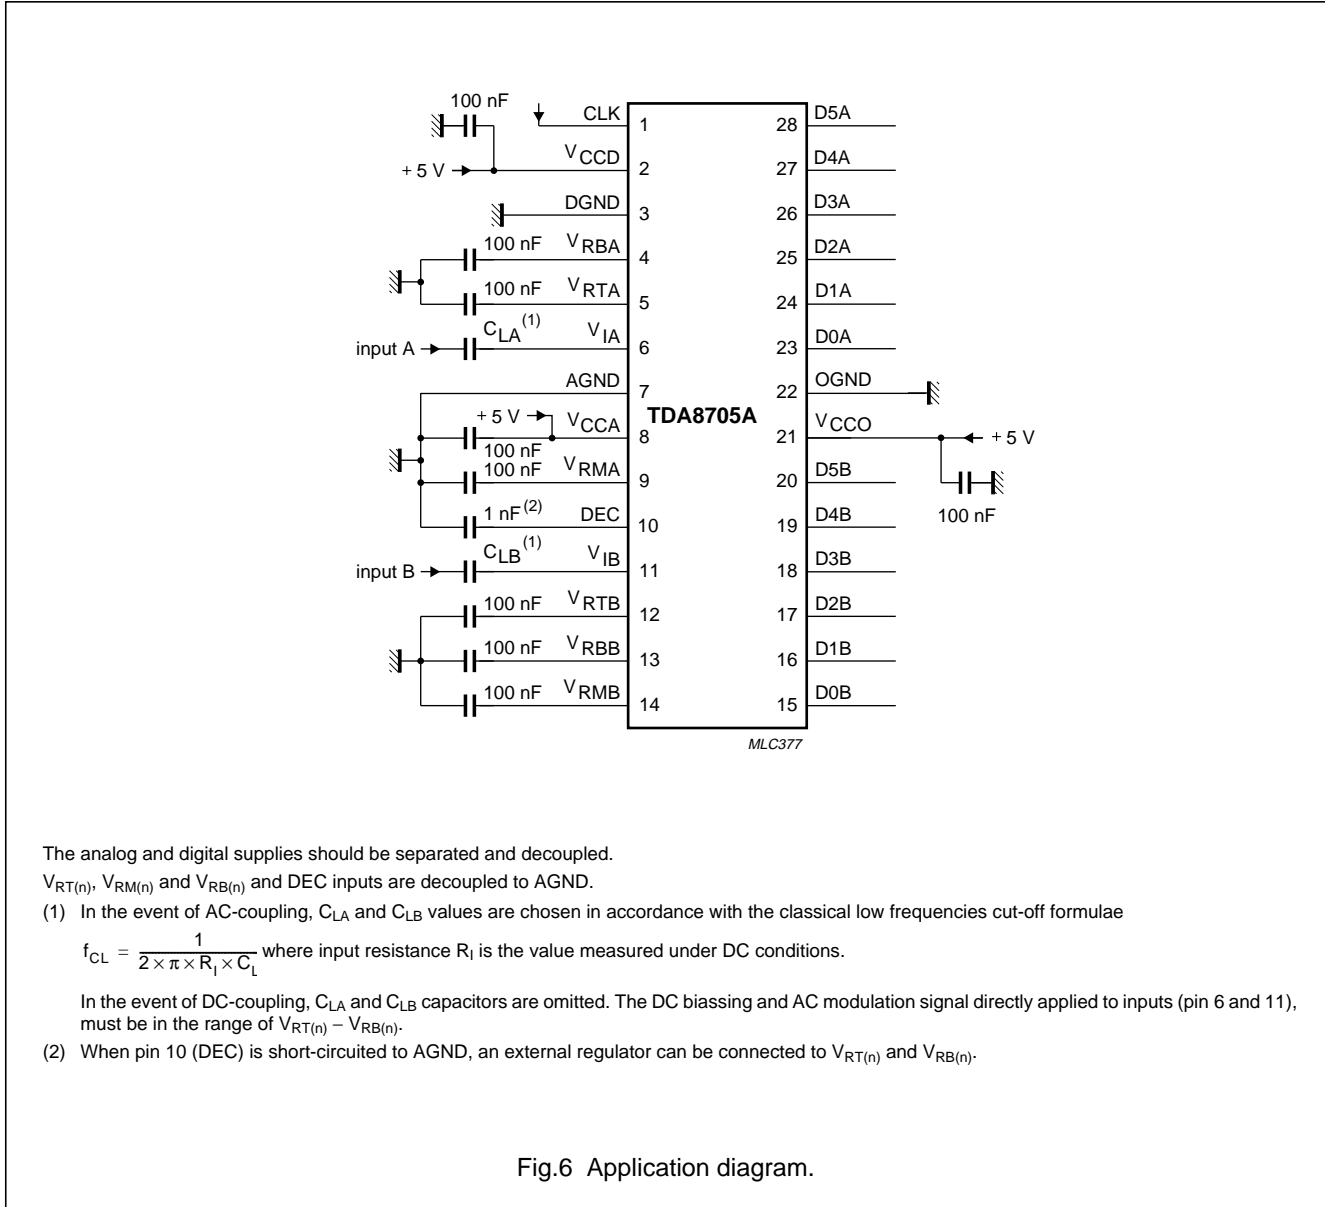 100 nF
CLK
1
28
D5A
+ 5 V
VCCD
2
27
D4A
DGND
3
26
D3A
100 nF
VRBA
4
25
D2A
100 nF
VRTA
5
24
D1A
input A
CLA(1)
VIA
6
23
D0A
AGND
7
22
OGND
TDA8705A
+ 5 V
VCCA
8
21
VCCO
+ 5 V
100 nF
100 nF
VRMA
9
20
D5B
100 nF
1 nF(2)
DEC
10
19
D4B
input B
CLB(1)
VIB
11
18
D3B
100 nF
VRTB
12
17
D2B
100 nF
VRBB
13
16
D1B
100 nF
VRMB
14
15
D0B
MLC377
The analog and digital supplies should be separated and decoupled.
VRT(n), VRM(n) and VRB(n) and DEC inputs are decoupled to AGND.
(1) In the event of AC-coupling, CLA and CLB values are chosen in accordance with the classical low frequencies cut-off formulae
fCL = 1 / 2 × π × RI × CL where input resistance RI is the value measured under DC conditions.
In the event of DC-coupling, CLA and CLB capacitors are omitted. The DC biassing and AC modulation signal directly applied to inputs (pin 6 and 11),
must be in the range of VRT(n) − VRB(n).
(2) When pin 10 (DEC) is short-circuited to AGND, an external regulator can be connected to VRT(n) and VRB(n).
Fig.6 Application diagram.